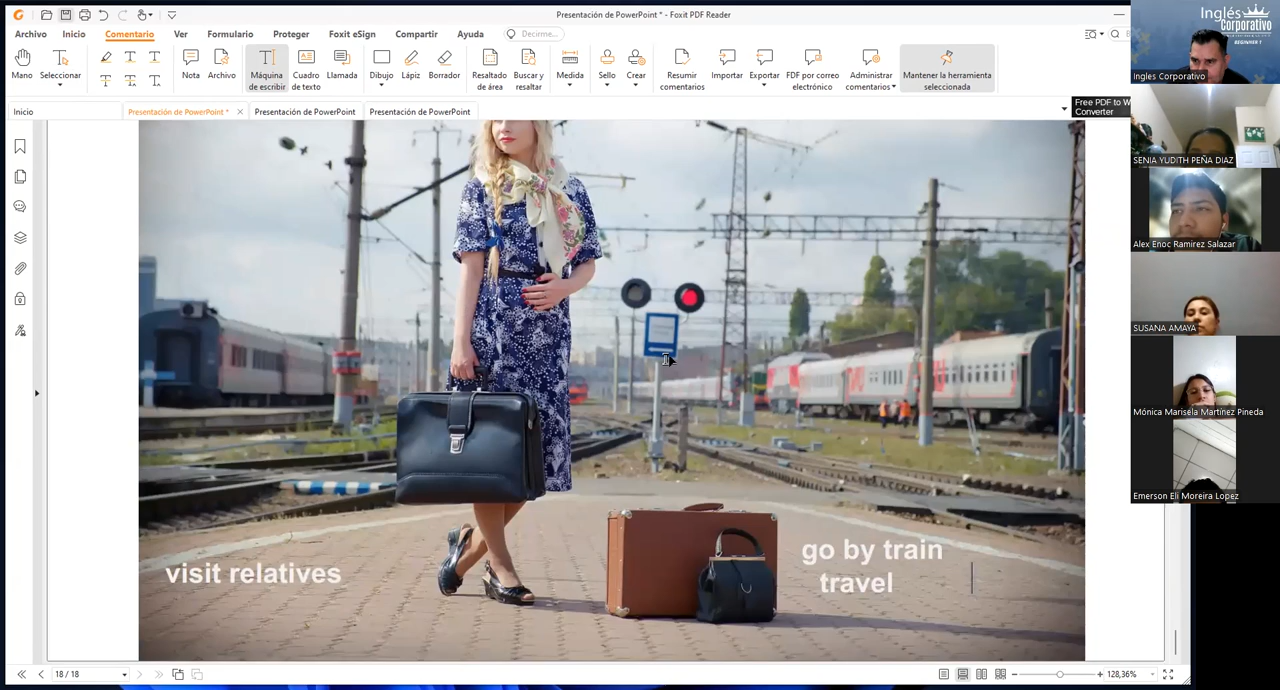 Presentación de PowerPoint * - Foxit PDF Reader
Archivo Inicio Comentario Ver Formulario Proteger Foxit eSign Compartir Ayuda Decirme...
Mano
Seleccionar
Nota
Archivo
Máquina
de escribir
Cuadro
de texto
Llamada
Dibujo
Lápiz
Borrador
Resaltado
de área
Buscar y
resaltar
Medida
Sello
Crear
Resumir
comentarios
Importar
Exportar
FDF por correo
electrónico
Administrar
comentarios
Mantener la herramienta
seleccionada
Inicio
Presentación de PowerPoint *
Presentación de PowerPoint
Presentación de PowerPoint
Free PDF to W
Converter
visit relatives
go by train
travel
18 / 18
128,36%
Inglés
Corporativo
BEGINNER 1
Ingles Corporativo
SENIA YUDITH PEÑA DIAZ
Alex Enoc Ramirez Salazar
SUSANA AMAYA
Mónica Marisela Martínez Pineda
Emerson Eli Moreira Lopez